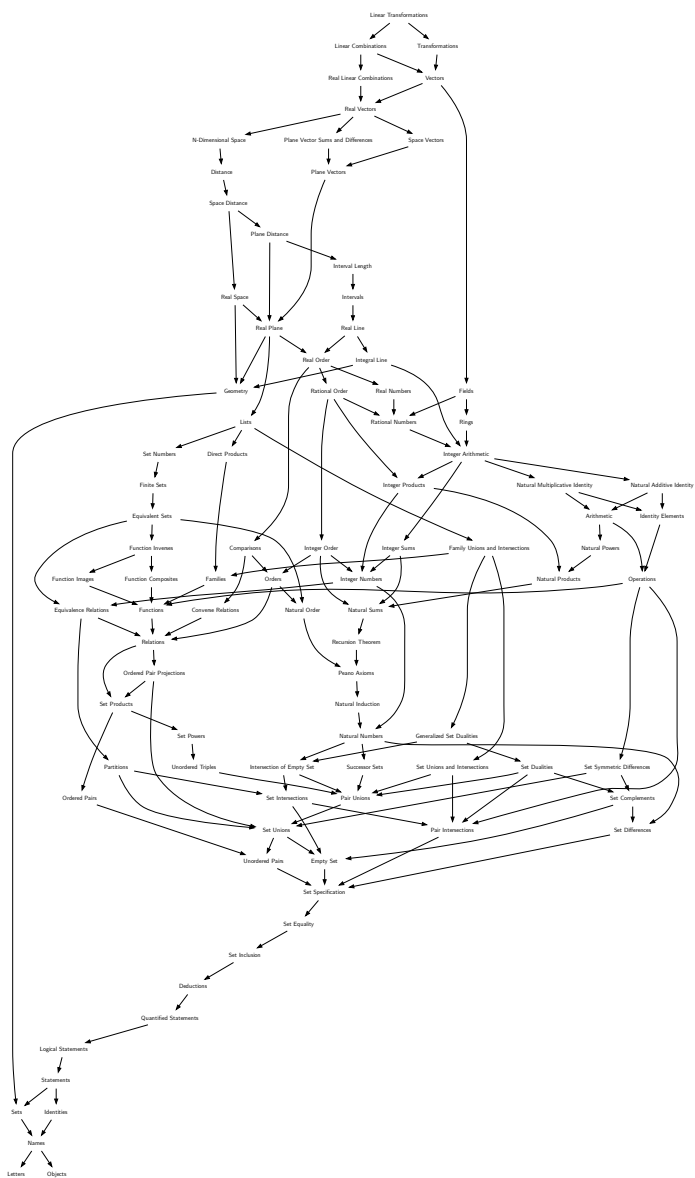 Linear Transformations
Linear Combinations Transformations
Real Linear Combinations Vectors
Real Vectors
N-Dimensional Space Plane Vector Sums and Differences Space Vectors
Distance Plane Vectors
Space Distance
Plane Distance
Interval Length
Real Space Intervals
Real Plane Real Line
Real Order Integral Line
Geometry Rational Order Real Numbers Fields
Lists Rational Numbers Rings
Set Numbers Direct Products Integer Arithmetic
Finite Sets Integer Products Natural Multiplicative Identity Natural Additive Identity
Equivalent Sets Arithmetic Identity Elements
Function Inverses Comparisons Integer Order Integer Sums Family Unions and Intersections Natural Powers
Function Images Function Composites Families Orders Integer Numbers Natural Products Operations
Equivalence Relations Functions Converse Relations Natural Order Natural Sums
Relations Recursion Theorem
Ordered Pair Projections Peano Axioms
Set Products Natural Induction
Set Powers Natural Numbers Generalized Set Dualities
Partitions Unordered Triples Intersection of Empty Set Successor Sets Set Unions and Intersections Set Dualities Set Symmetric Differences
Ordered Pairs Set Intersections Pair Unions Set Complements
Set Unions Pair Intersections Set Differences
Unordered Pairs Empty Set
Set Specification
Set Equality
Set Inclusion
Deductions
Quantified Statements
Logical Statements
Statements
Sets Identities
Names
Letters Objects